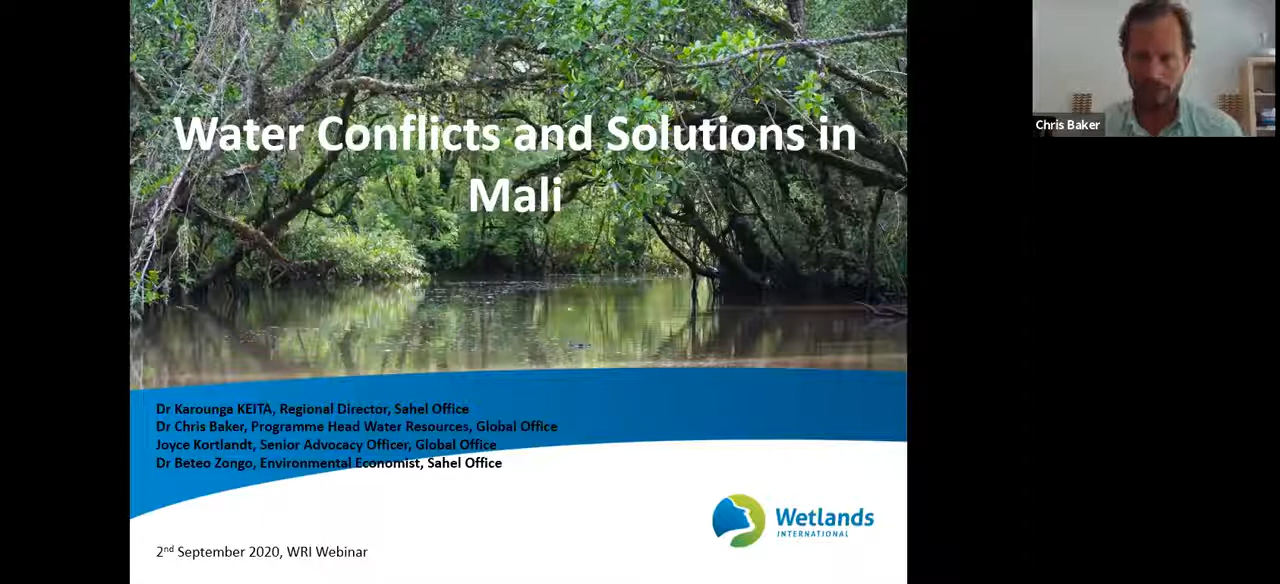 Water Conflicts and Solutions in
Mali
Chris Baker
Dr Karounga KEITA, Regional Director, Sahel Office
Dr Chris Baker, Programme Head Water Resources, Global Office
Joyce Kortlandt, Senior Advocacy Officer, Global Office
Dr Beteo Zongo, Environmental Economist, Sahel Office
Wetlands
INTERNATIONAL
2nd September 2020, WRI Webinar